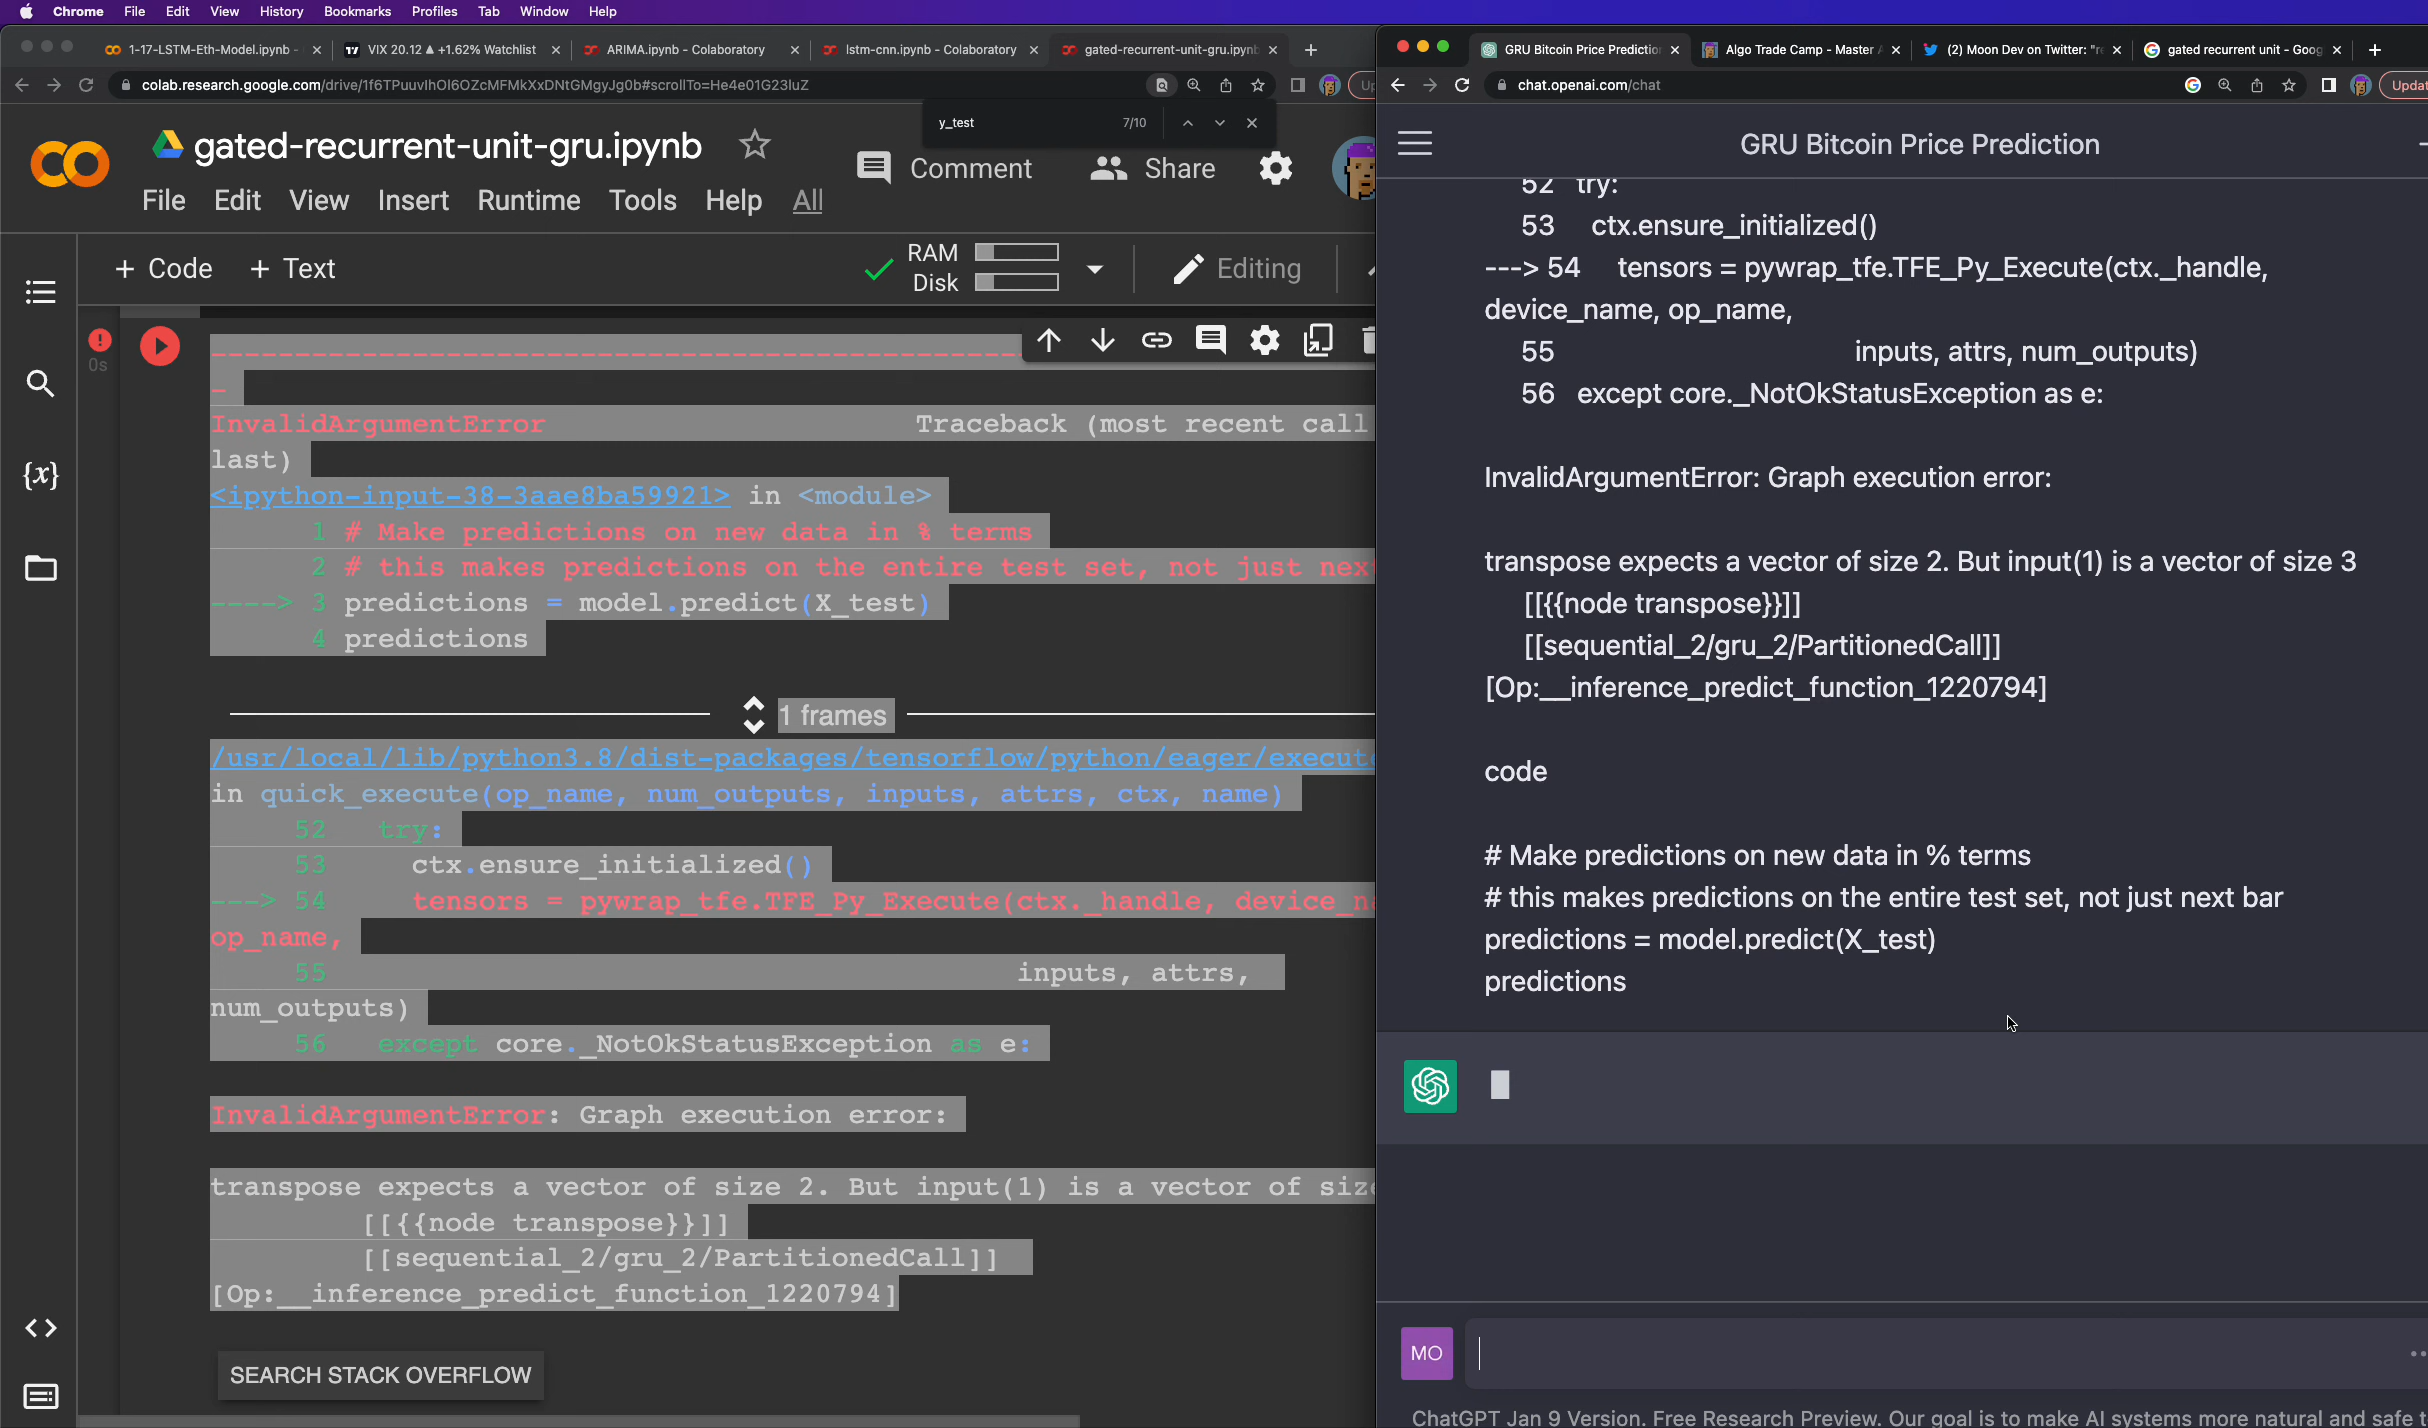 Chrome File Edit View History Bookmarks Profiles Tab Window Help
1-17-LSTM-Eth-Model.ipynb -
VIX 20.12 ▲ +1.62% Watchlist
ARIMA.ipynb - Colaboratory
lstm-cnn.ipynb - Colaboratory
gated-recurrent-unit-gru.ipynb
colab.research.google.com/drive/1f6TPuuvlhOl6OZcMFMkXxDNtGMgyJg0b#scrollTo=He4e01G23luZ
y_test 7/10
gated-recurrent-unit-gru.ipynb
Comment Share
File Edit View Insert Runtime Tools Help All
+ Code + Text
RAM
Disk
Editing
0s
InvalidArgumentError Traceback (most recent call
last)
<ipython-input-38-3aae8ba59921> in <module>
1 # Make predictions on new data in % terms
2 # this makes predictions on the entire test set, not just nex
----> 3 predictions = model.predict(X_test)
4 predictions
1 frames
/usr/local/lib/python3.8/dist-packages/tensorflow/python/eager/execut
in quick_execute(op_name, num_outputs, inputs, attrs, ctx, name)
52 try:
53 ctx.ensure_initialized()
---> 54 tensors = pywrap_tfe.TFE_Py_Execute(ctx._handle, device_n
op_name,
55 inputs, attrs,
num_outputs)
56 except core._NotOkStatusException as e:
InvalidArgumentError: Graph execution error:
transpose expects a vector of size 2. But input(1) is a vector of siz
[[{{node transpose}}]]
[[sequential_2/gru_2/PartitionedCall]]
[Op:__inference_predict_function_1220794]
SEARCH STACK OVERFLOW
GRU Bitcoin Price Predictio
Algo Trade Camp - Master
(2) Moon Dev on Twitter: "r
gated recurrent unit - Goog
chat.openai.com/chat
Updat
GRU Bitcoin Price Prediction
52 try:
53 ctx.ensure_initialized()
---> 54 tensors = pywrap_tfe.TFE_Py_Execute(ctx._handle,
device_name, op_name,
55 inputs, attrs, num_outputs)
56 except core._NotOkStatusException as e:
InvalidArgumentError: Graph execution error:
transpose expects a vector of size 2. But input(1) is a vector of size 3
[[{{node transpose}}]]
[[sequential_2/gru_2/PartitionedCall]]
[Op:__inference_predict_function_1220794]
code
# Make predictions on new data in % terms
# this makes predictions on the entire test set, not just next bar
predictions = model.predict(X_test)
predictions
MO
ChatGPT Jan 9 Version. Free Research Preview. Our goal is to make AI systems more natural and safe t